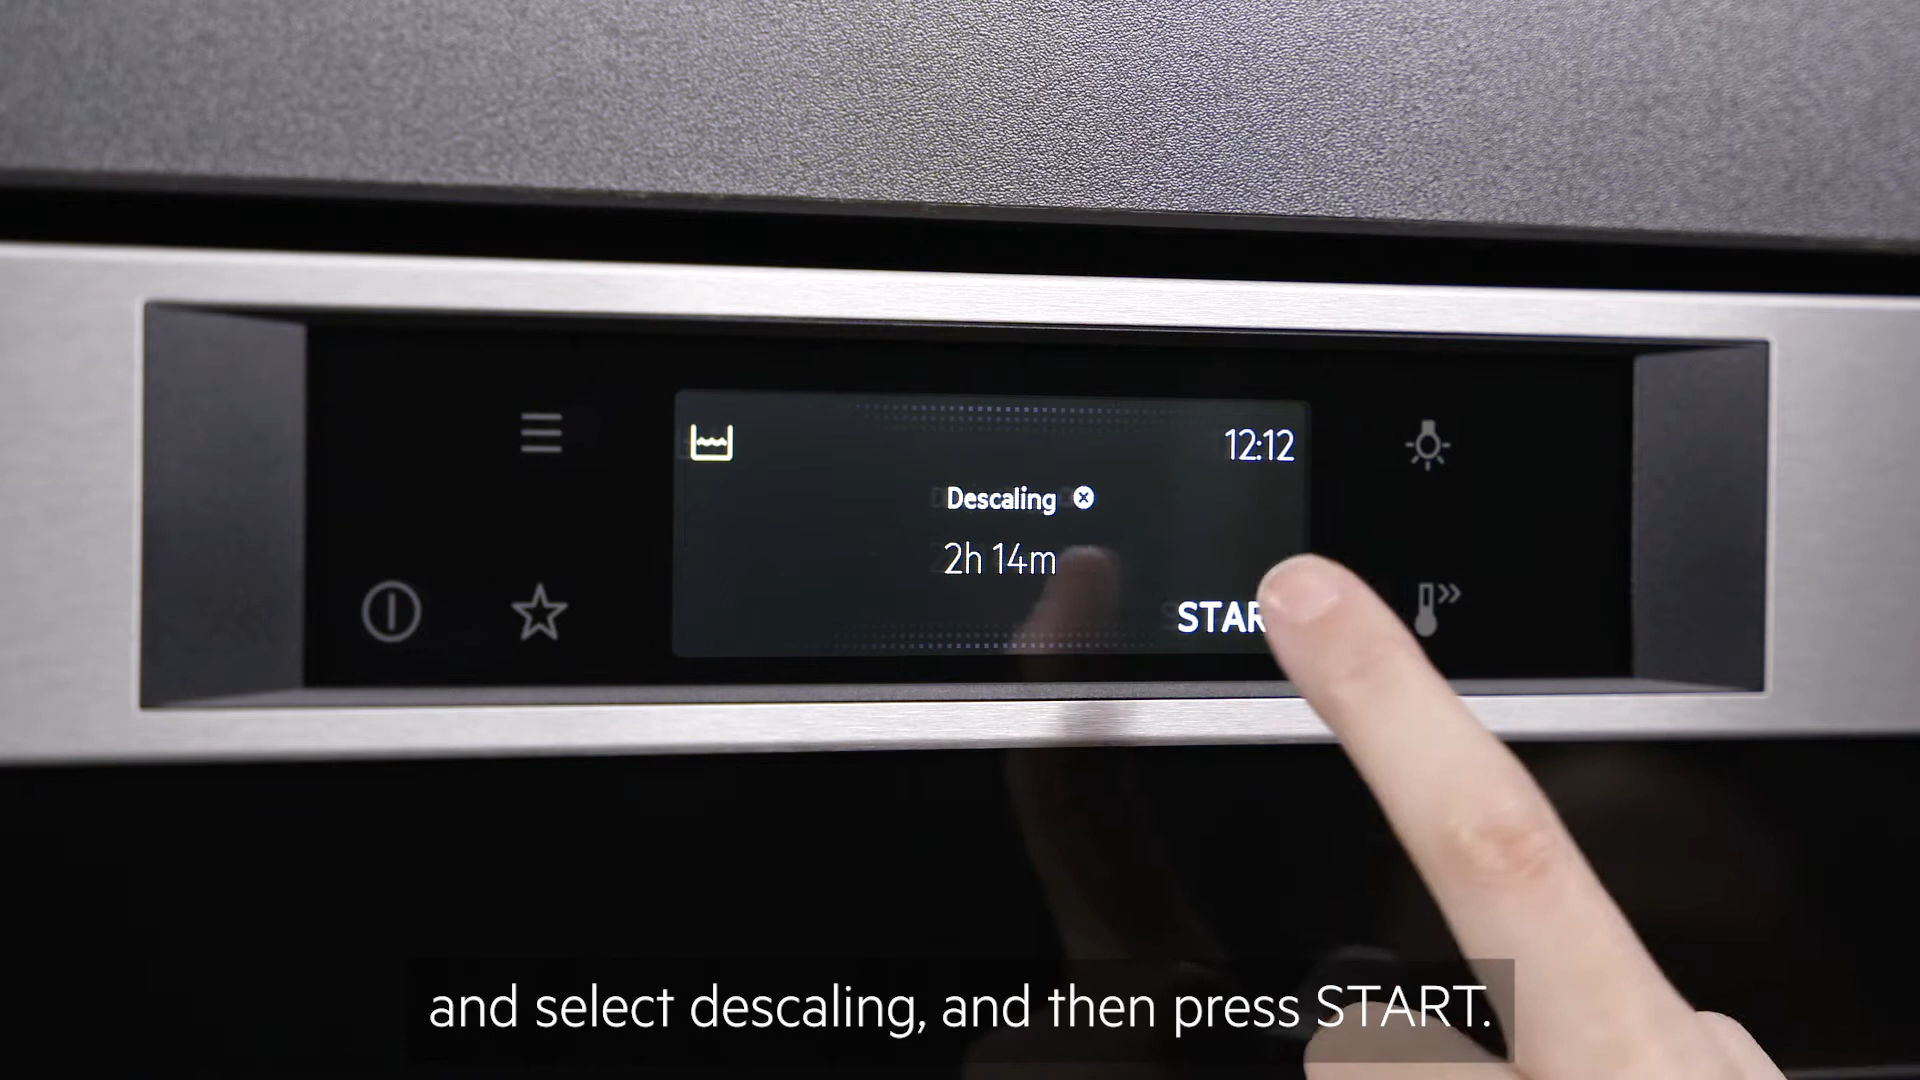 12:12
Descaling
2h 14m
STAR
and select descaling, and then press START.